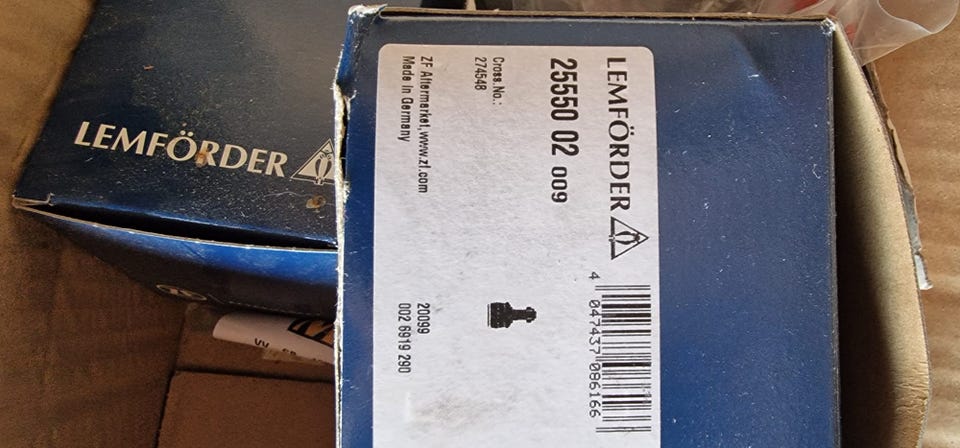 LEMFÖRDER
LEMFÖRDER
25550 02 009
Cross.No.:
274548
ZF Aftermarket,www.zf.com
Made in Germany
4 047437 086166
20099
002 6919 290